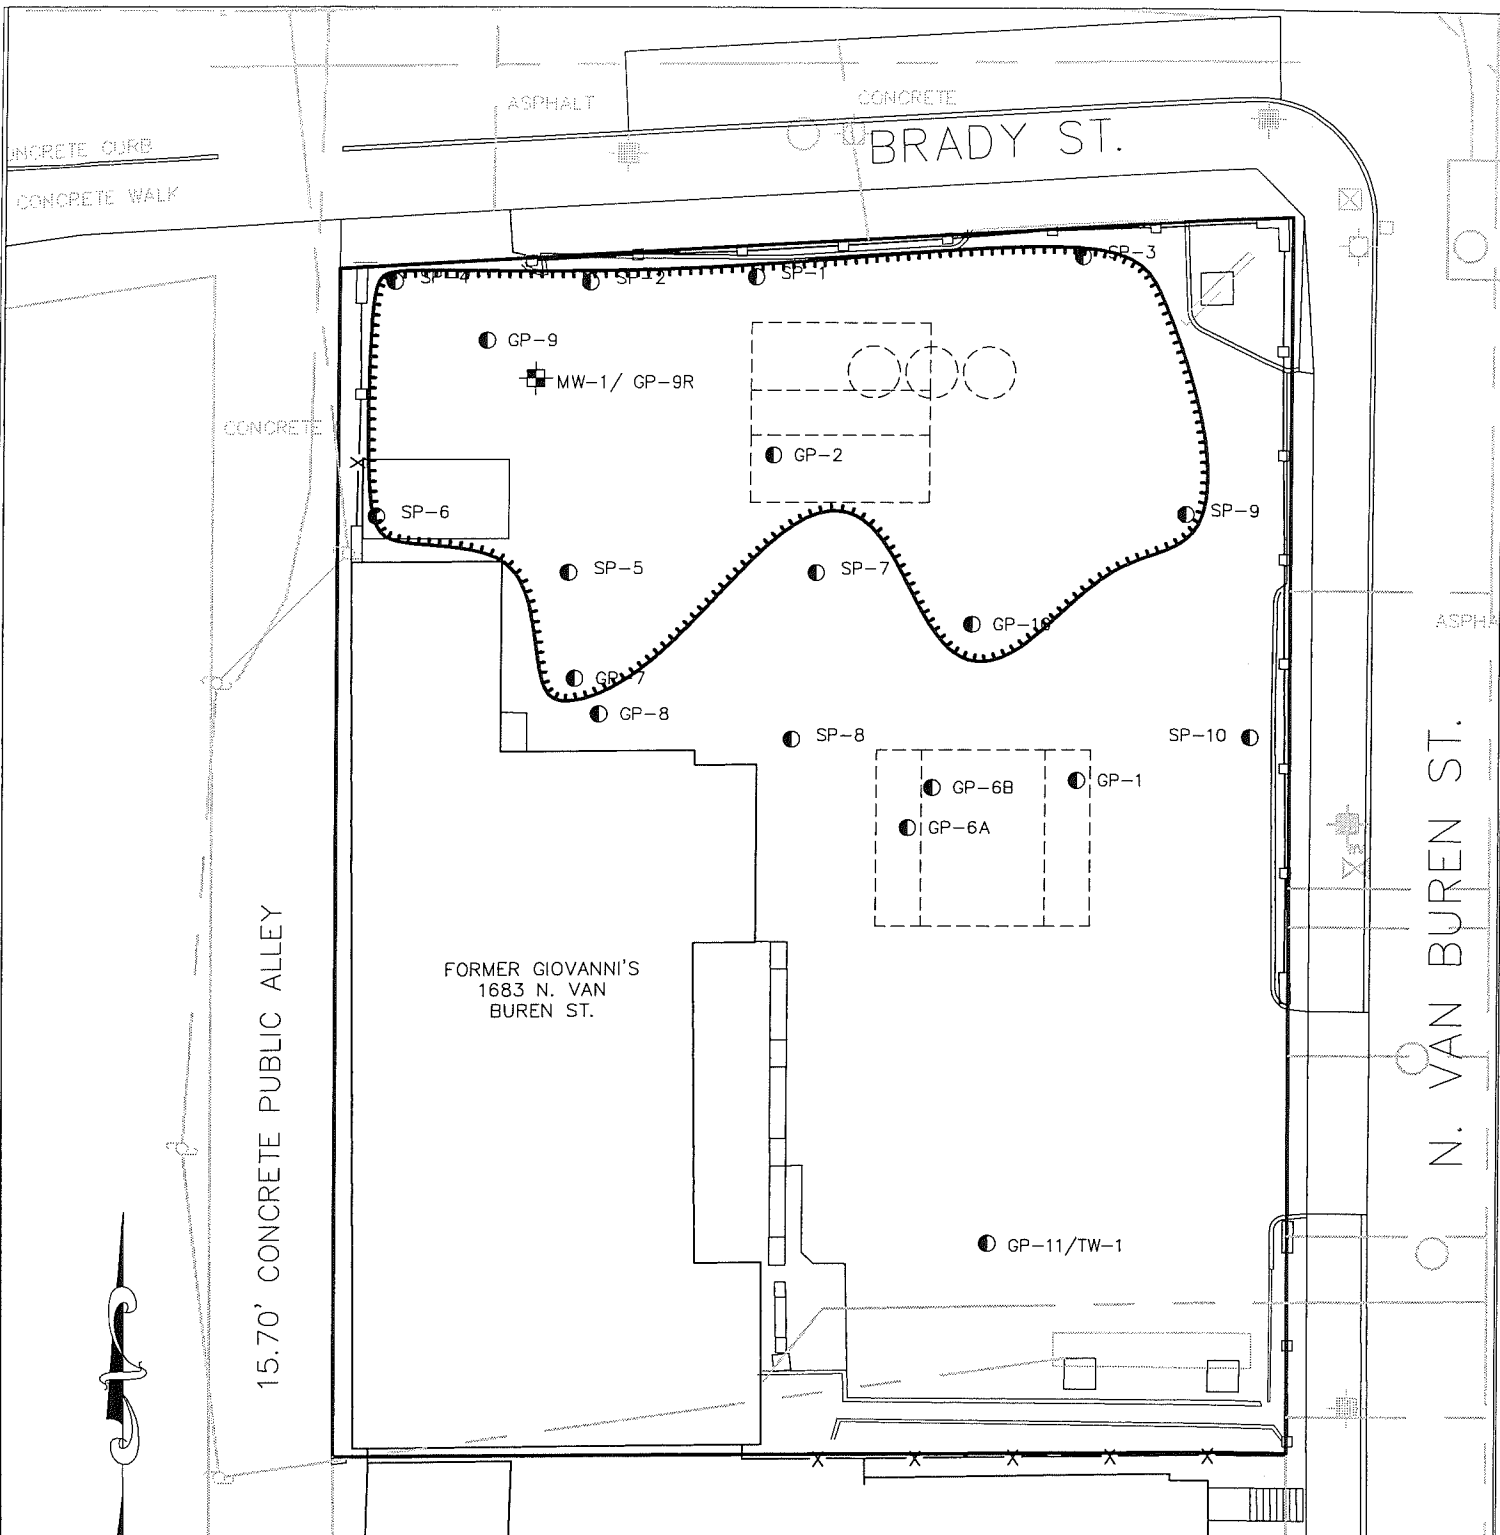 ASPHALT
CONCRETE
BRADY ST.
CONCRETE WALK
SP-3
SP-4
SP-2
SP-1
GP-9
MW-1/ GP-9R
CONCRETE
GP-2
SP-6
SP-9
SP-5
SP-7
GP-8
SP-8
SP-10
GP-6B
GP-1
GP-6A
FORMER GIOVANNI'S
1683 N. VAN
BUREN ST.
15.70' CONCRETE PUBLIC ALLEY
N. VAN BUREN ST.
GP-11/TW-1